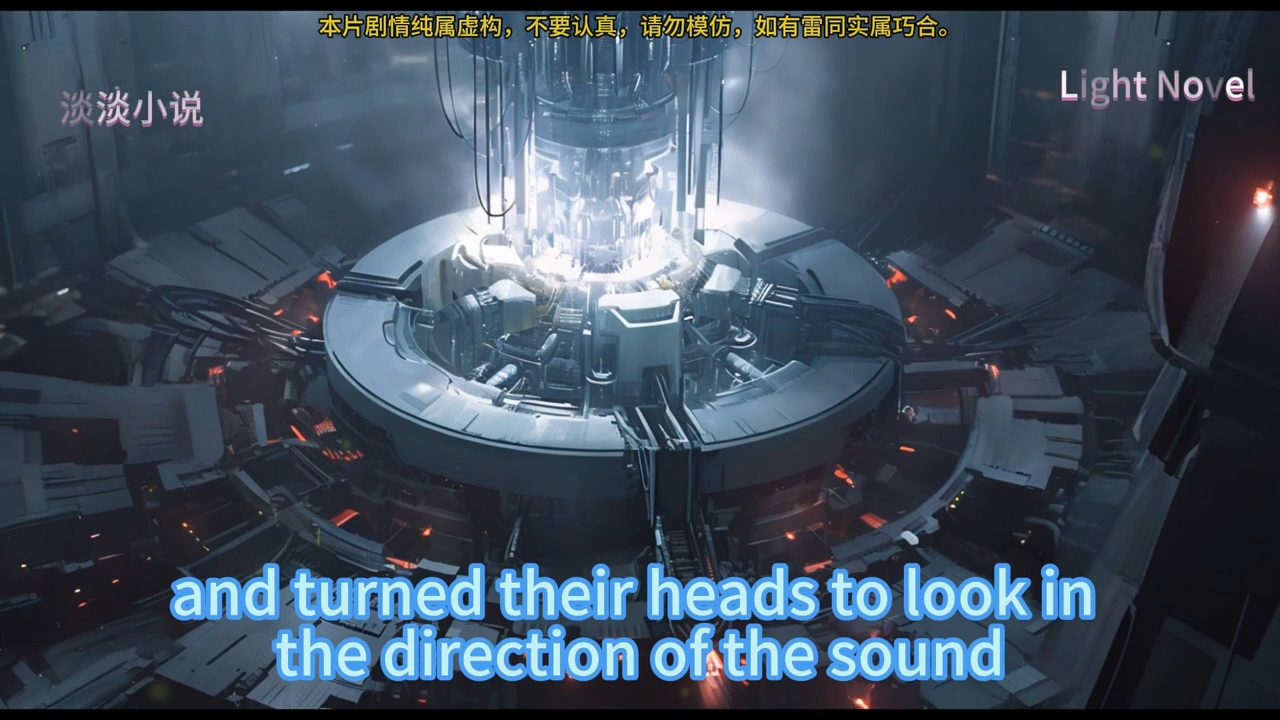 本片剧情纯属虚构，不要认真，请勿模仿，如有雷同实属巧合。
淡淡小说
Light Novel
and turned their heads to look in
the direction of the sound